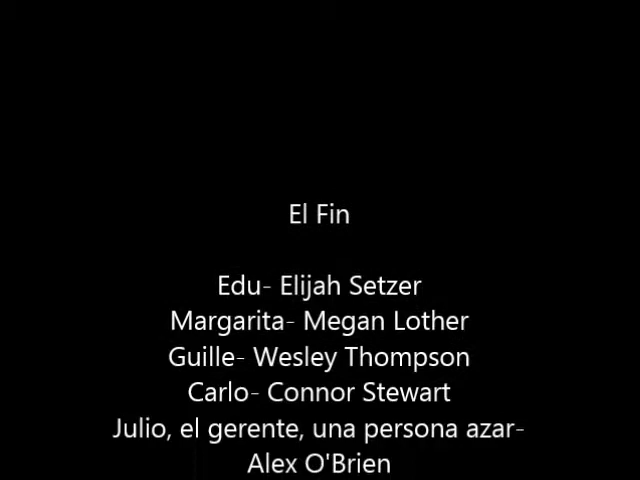 El Fin
Edu- Elijah Setzer
Margarita- Megan Lother
Guille- Wesley Thompson
Carlo- Connor Stewart
Julio, el gerente, una persona azar-
Alex O'Brien